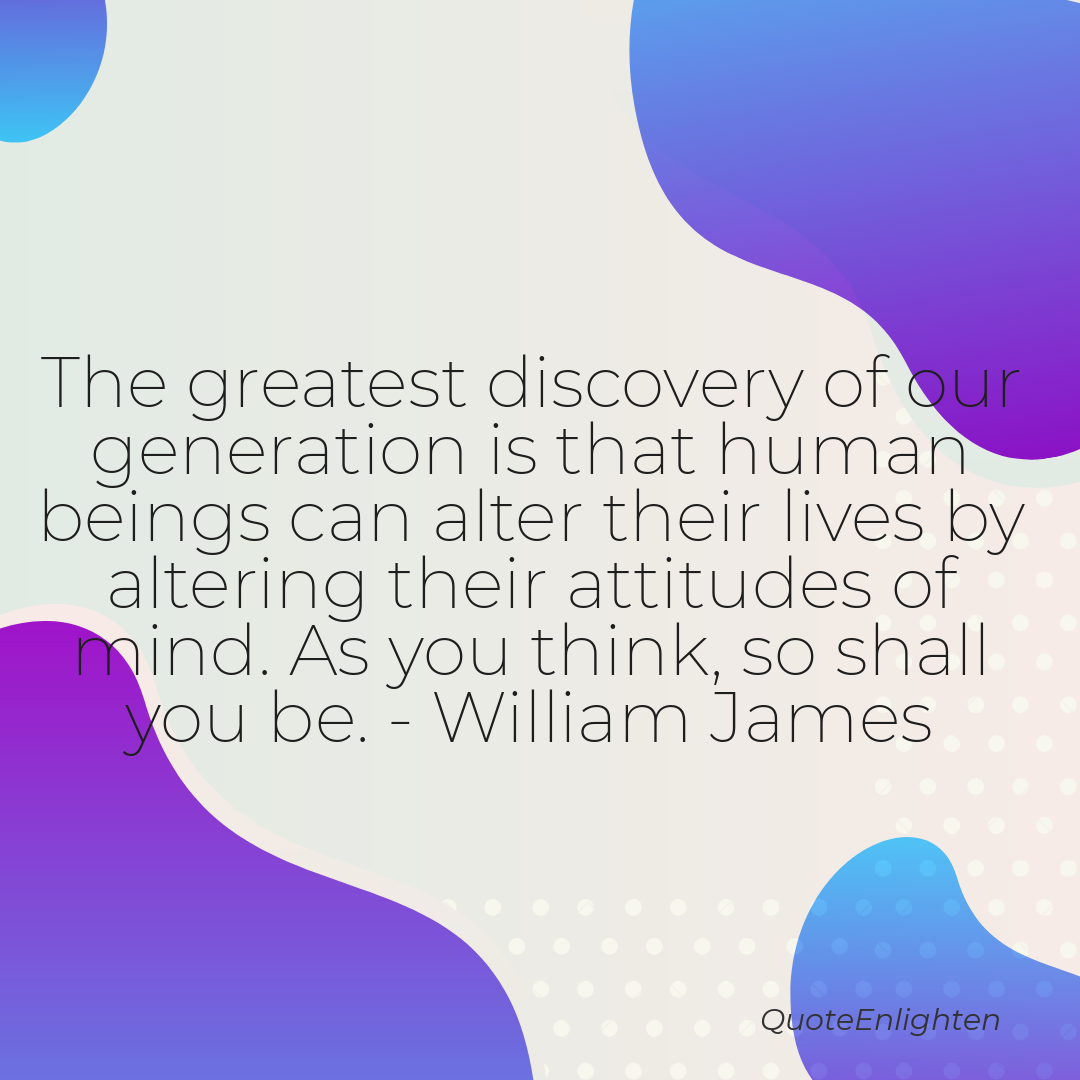 The greatest discovery of our
generation is that human
beings can alter their lives by
altering their attitudes of
mind. As you think, so shall
you be. - William James
QuoteEnlighten